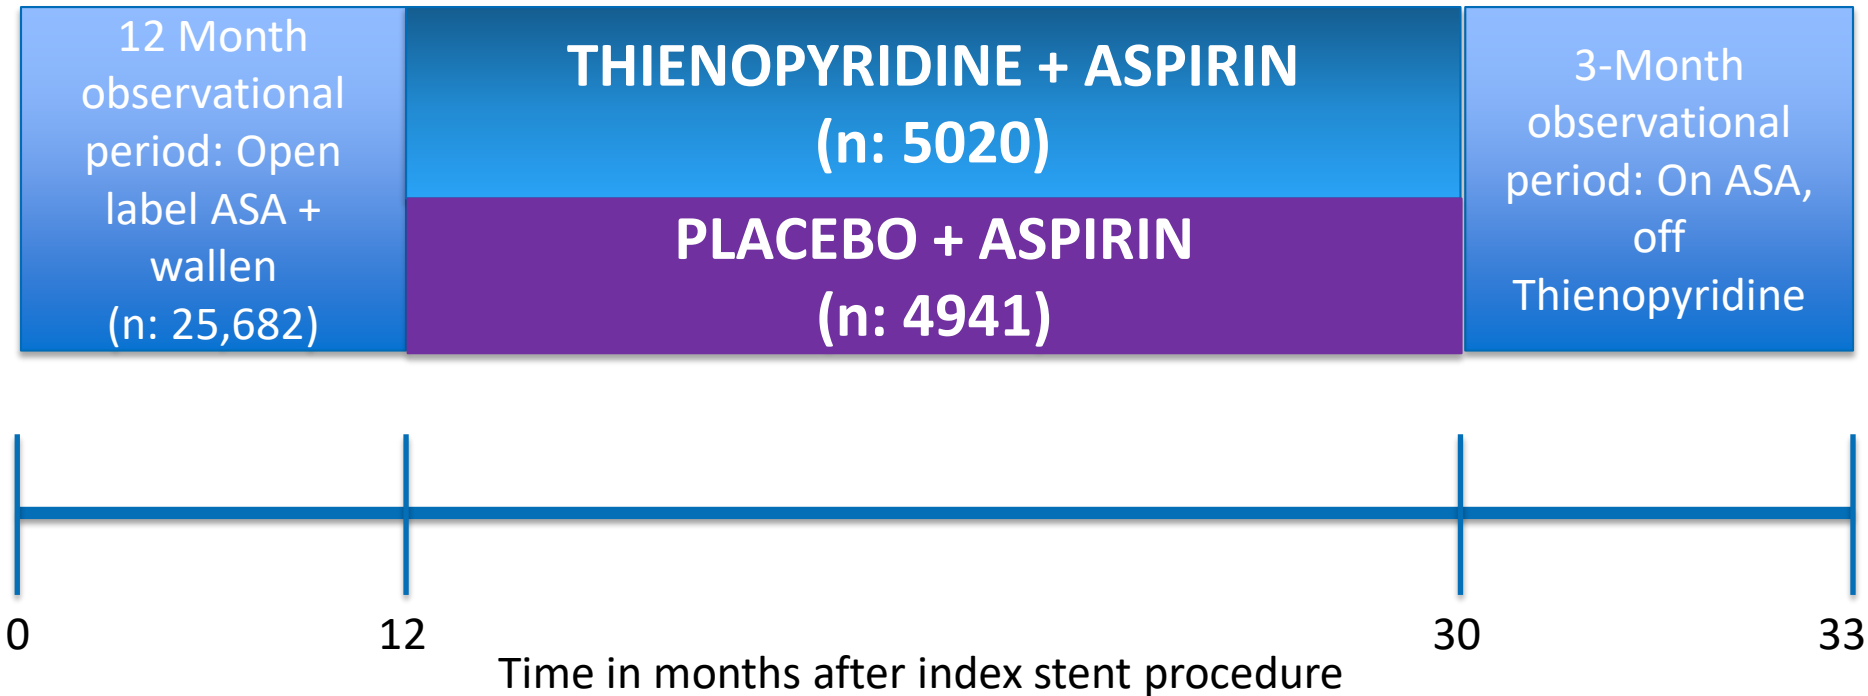 12 Month
observational
period: Open
label ASA +
wallen
(n: 25,682)
THIENOPYRIDINE + ASPIRIN
(n: 5020)
PLACEBO + ASPIRIN
(n: 4941)
3-Month
observational
period: On ASA,
off
Thienopyridine
0
12
30
33
Time in months after index stent procedure